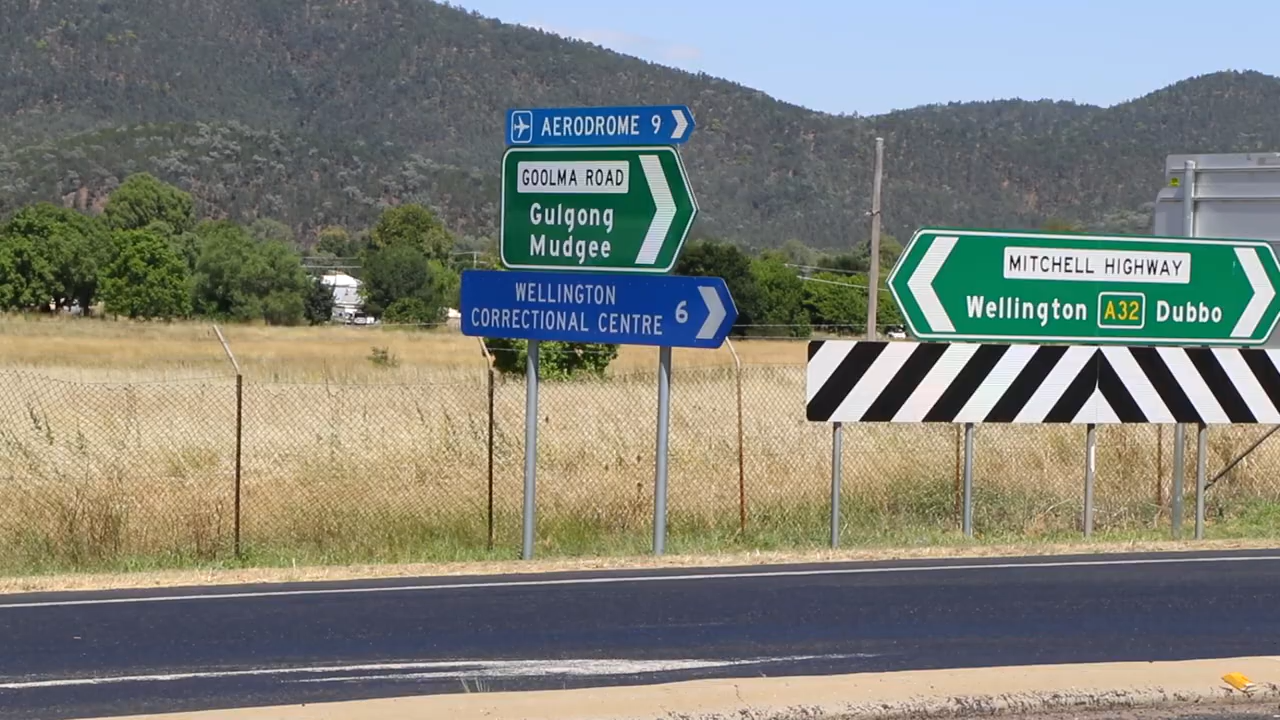 AERODROME 9
GOOLMA ROAD
Gulgong
Mudgee
WELLINGTON
CORRECTIONAL CENTRE 6
MITCHELL HIGHWAY
Wellington A32 Dubbo